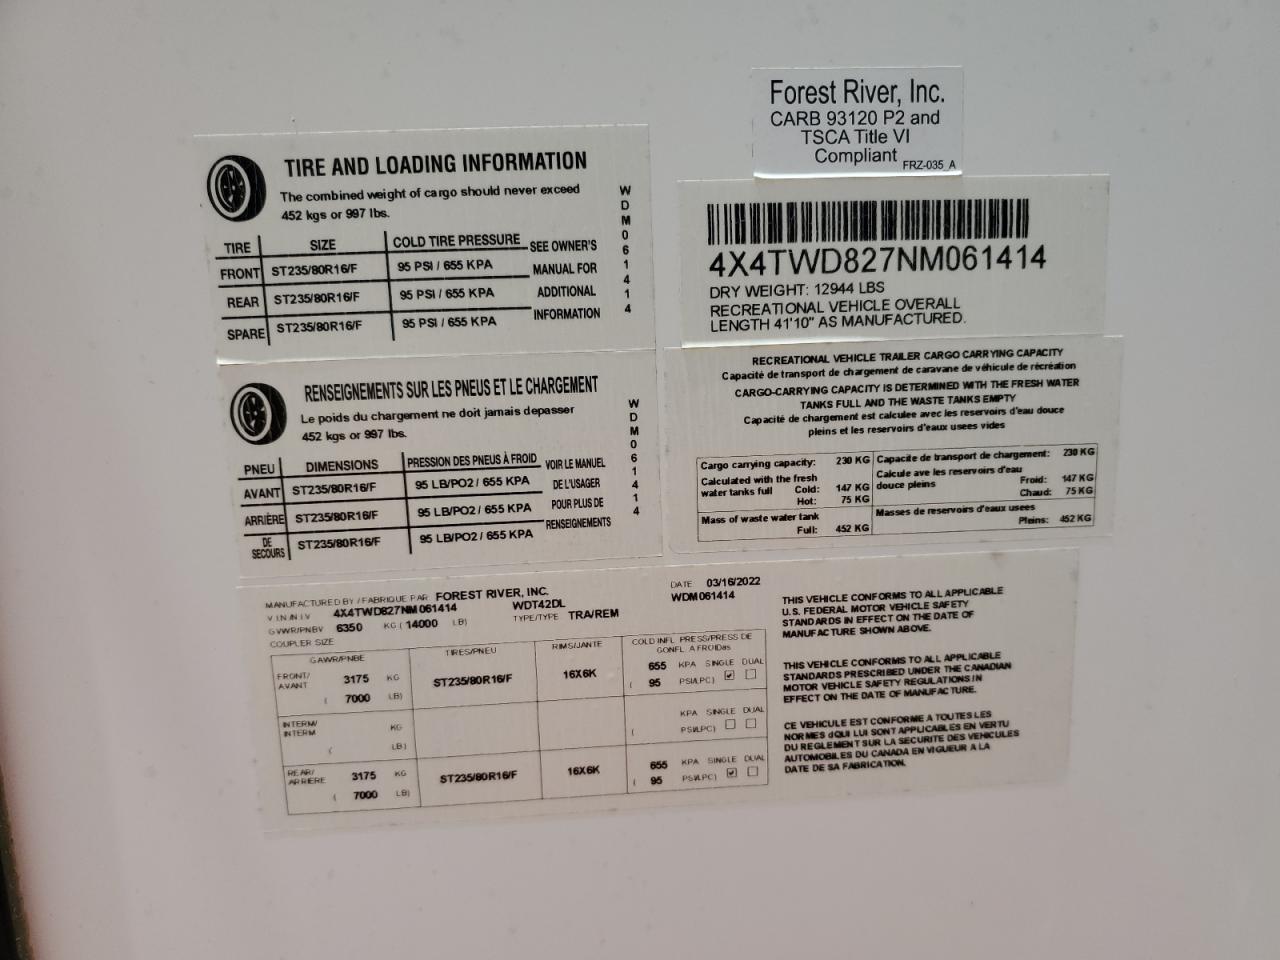 Forest River, Inc.
CARB 93120 P2 and
TSCA Title VI
Compliant FRZ-035_A
TIRE AND LOADING INFORMATION
The combined weight of cargo should never exceed
452 kgs or 997 lbs.
TIRE SIZE COLD TIRE PRESSURE SEE OWNER'S
FRONT ST235/80R16/F 95 PSI / 655 KPA MANUAL FOR
REAR ST235/80R16/F 95 PSI / 655 KPA ADDITIONAL
SPARE ST235/80R16/F 95 PSI / 655 KPA INFORMATION
WDM061414
4X4TWD827NM061414
DRY WEIGHT: 12944 LBS
RECREATIONAL VEHICLE OVERALL
LENGTH 41'10" AS MANUFACTURED.
RENSEIGNEMENTS SUR LES PNEUS ET LE CHARGEMENT
Le poids du chargement ne doit jamais depasser
452 kgs or 997 lbs.
PNEU DIMENSIONS PRESSION DES PNEUS À FROID VOIR LE MANUEL
AVANT ST235/80R16/F 95 LB/PO2 / 655 KPA DE L'USAGER
ARRIÈRE ST235/80R16/F 95 LB/PO2 / 655 KPA POUR PLUS DE
DE SECOURS ST235/80R16/F 95 LB/PO2 / 655 KPA RENSEIGNEMENTS
WDM061414
RECREATIONAL VEHICLE TRAILER CARGO CARRYING CAPACITY
Capacité de transport de chargement de caravane de véhicule de récréation
CARGO-CARRYING CAPACITY IS DETERMINED WITH THE FRESH WATER
TANKS FULL AND THE WASTE TANKS EMPTY
Capacité de chargement est calculee avec les reservoirs d'eau douce
pleins et les reservoirs d'eaux usees vides
Cargo carrying capacity: 230 KG Capacite de transport de chargement: 230 KG
Calculated with the fresh Calcule ave les reservoirs d'eau
water tanks full Cold: 147 KG douce pleins Froid: 147 KG
Hot: 75 KG Chaud: 75 KG
Mass of waste water tank Masses de reservoirs d'eaux usees
Full: 452 KG Pleins: 452 KG
MANUFACTURED BY / FABRIQUE PAR FOREST RIVER, INC. DATE 03/16/2022
V.I.N./N.I.V 4X4TWD827NM061414 WDT42DL WDM061414
GVWR/PNBV 6350 KG ( 14000 LB) TYPE/TYPE TRA/REM
COUPLER SIZE
GAWR/PNBE TIRES/PNEU RIMS/JANTE COLD INFL PRESS/PRESS DE
GONFL A FROID
FRONT/ 3175 KG ST235/80R16/F 16X6K 655 KPA SINGLE DUAL
AVANT ( 7000 LB) ( 95 PSI/LPC)
INTERM/ KG KPA SINGLE DUAL
INTERM ( LB) ( PSI/LPC)
REAR/ 3175 KG ST235/80R16/F 16X6K 655 KPA SINGLE DUAL
ARRIERE ( 7000 LB) ( 95 PSI/LPC)
THIS VEHICLE CONFORMS TO ALL APPLICABLE
U.S. FEDERAL MOTOR VEHICLE SAFETY
STANDARDS IN EFFECT ON THE DATE OF
MANUFACTURE SHOWN ABOVE.
THIS VEHICLE CONFORMS TO ALL APPLICABLE
STANDARDS PRESCRIBED UNDER THE CANADIAN
MOTOR VEHICLE SAFETY REGULATIONS IN
EFFECT ON THE DATE OF MANUFACTURE.
CE VEHICULE EST CONFORME A TOUTES LES
NORMES dQUI LUI SONT APPLICABLES EN VERTU
DU REGLEMENT SUR LA SECURITE DES VEHICULES
AUTOMOBILES DU CANADA EN VIGUEUR A LA
DATE DE SA FABRICATION.